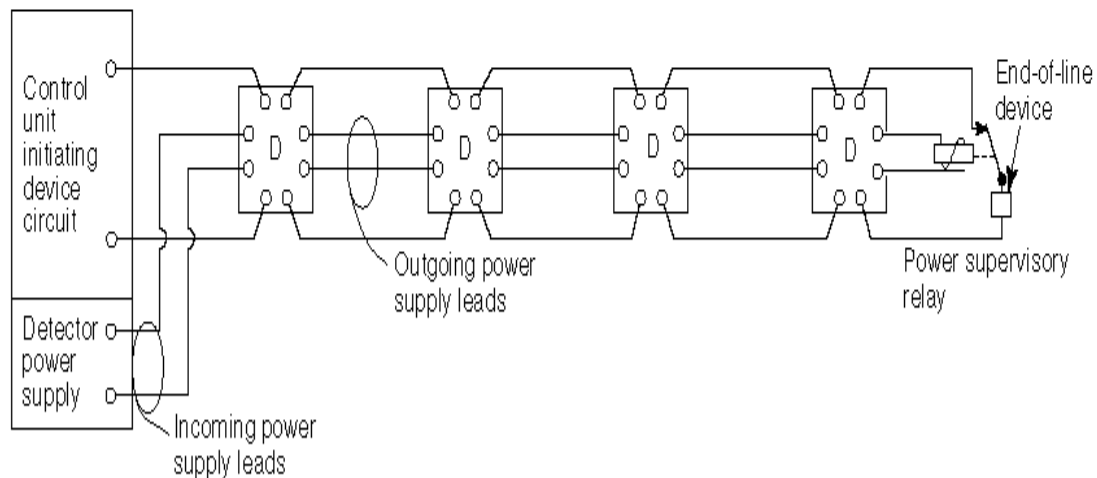 Control
unit
initiating
device
circuit
Detector
power
supply
D
D
D
D
End-of-line
device
Outgoing power
supply leads
Power supervisory
relay
Incoming power
supply leads